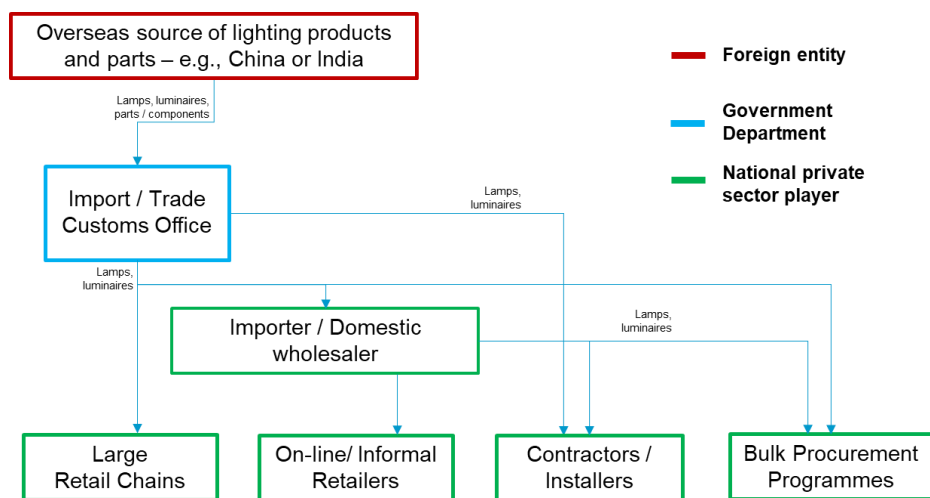 Overseas source of lighting products
and parts – e.g., China or India
Foreign entity
Lamps, luminaires,
parts / components
Government
Department
Import / Trade
Customs Office
National private
sector player
Lamps,
luminaires
Lamps,
luminaires
Importer / Domestic
wholesaler
Lamps,
luminaires
Large
Retail Chains
On-line/ Informal
Retailers
Contractors /
Installers
Bulk Procurement
Programmes